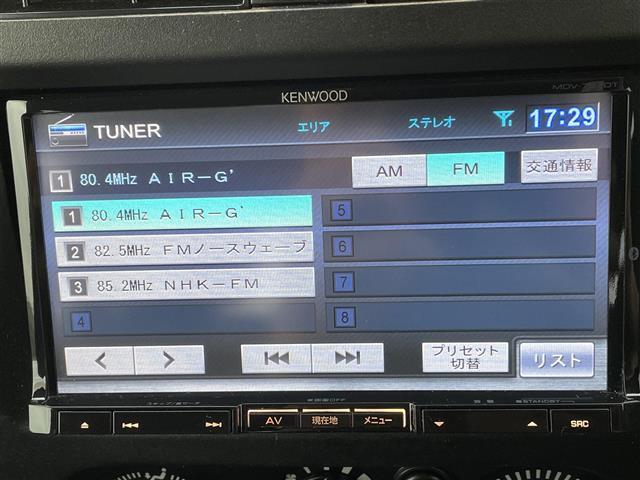 KENWOOD
TUNER
エリア
ステレオ
17:29
1 80.4MHz AIR-G'
AM
FM
交通情報
1 80.4MHz AIR-G'
5
2 82.5MHz FMノースウェーブ
6
3 85.2MHz NHK-FM
7
4
8
プリセット
切替
リスト
AV
現在地
メニュー
SRC